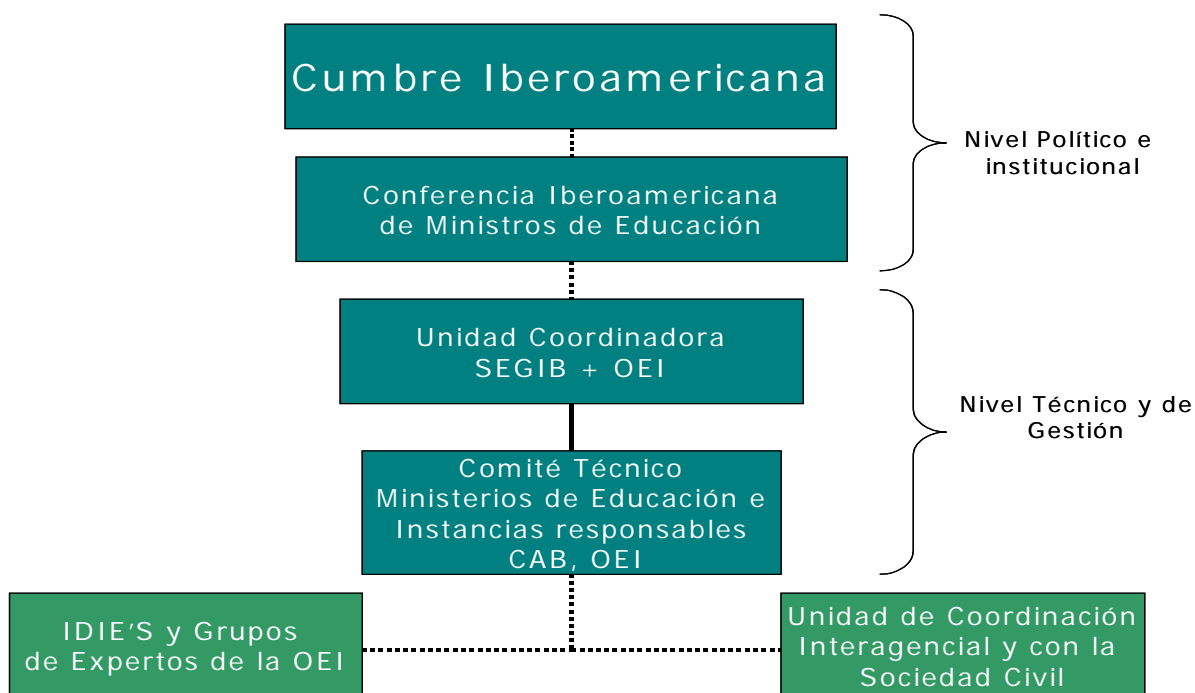 Cumbre Iberoamericana
Nivel Político e
institucional
Conferencia Iberoamericana
de Ministros de Educación
Unidad Coordinadora
SEGIB + OEI
Nivel Técnico y de
Gestión
Comité Técnico
Ministerios de Educación e
Instancias responsables
CAB, OEI
IDIE'S y Grupos
de Expertos de la OEI
Unidad de Coordinación
Interagencial y con la
Sociedad Civil